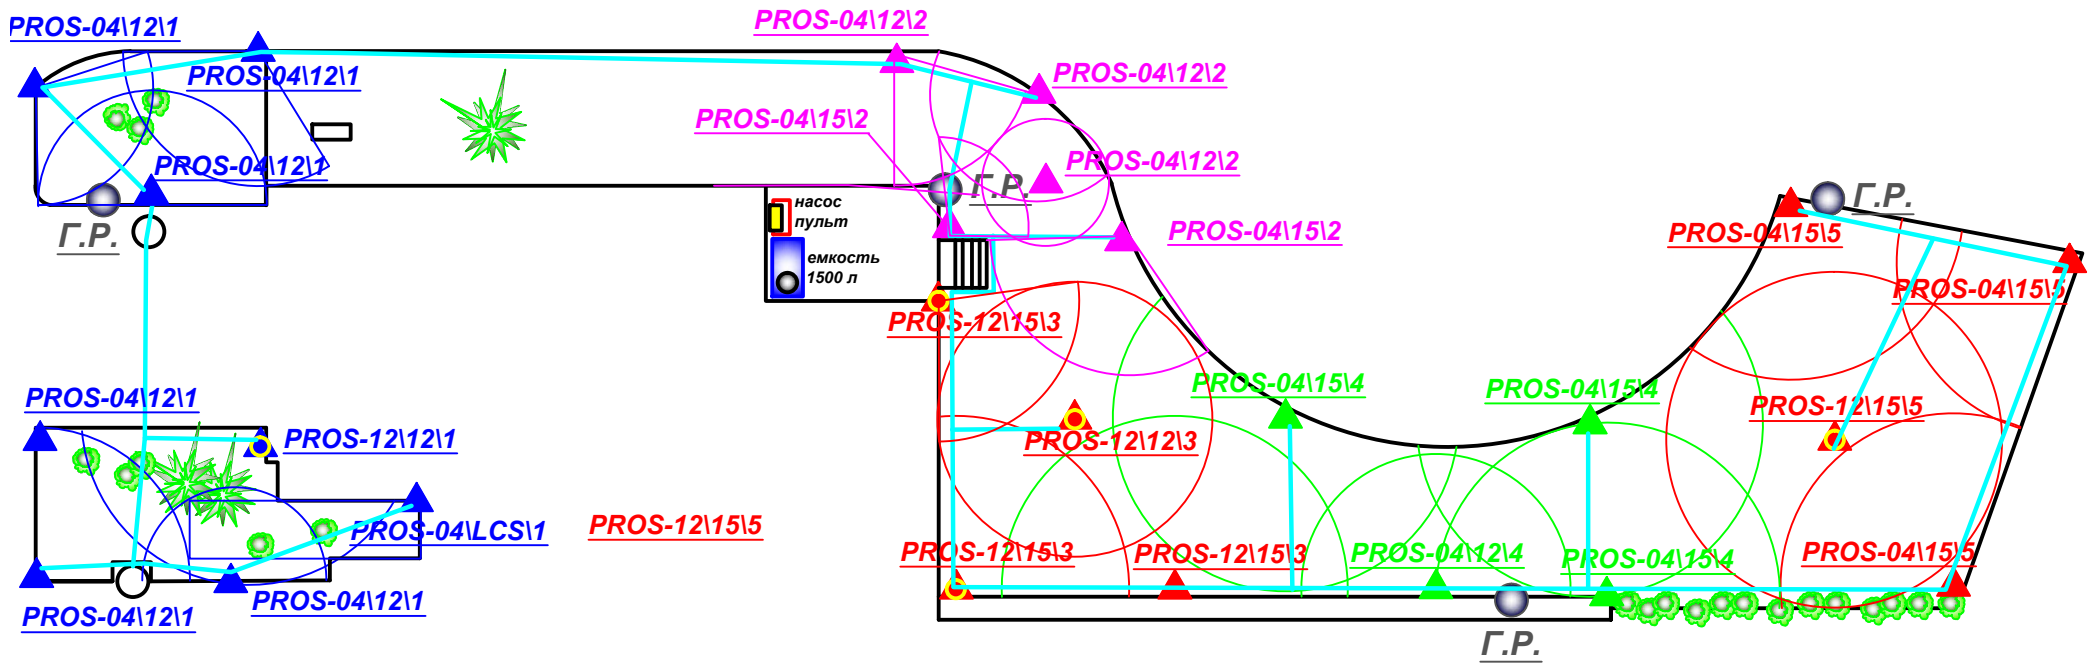 PROS-04\12\1
PROS-04\12\2
PROS-04\12\1
PROS-04\12\2
PROS-04\15\2
PROS-04\12\1
PROS-04\12\2
Г.Р.
Г.Р.
насос
пульт
Г.Р.
PROS-04\15\2
PROS-04\15\5
емкость
1500 л
PROS-04\15\5
PROS-12\15\3
PROS-04\12\1
PROS-04\15\4
PROS-04\15\4
PROS-12\15\5
PROS-12\12\1
PROS-12\12\3
PROS-04\LCS\1
PROS-12\15\5
PROS-12\15\3
PROS-12\15\3
PROS-04\12\4
PROS-04\15\4
PROS-04\15\5
PROS-04\12\1
PROS-04\12\1
Г.Р.